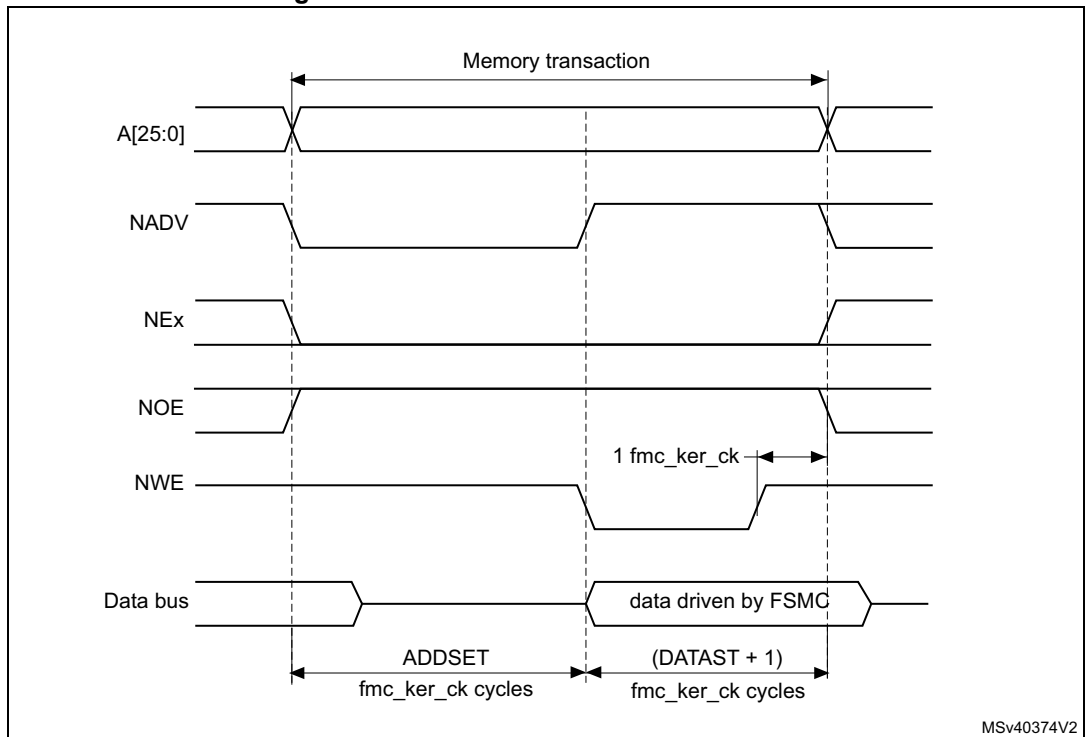 Memory transaction
A[25:0]
NADV
NEx
NOE
1 fmc_ker_ck
NWE
Data bus
data driven by FSMC
ADDSET
fmc_ker_ck cycles
(DATAST + 1)
fmc_ker_ck cycles
MSv40374V2